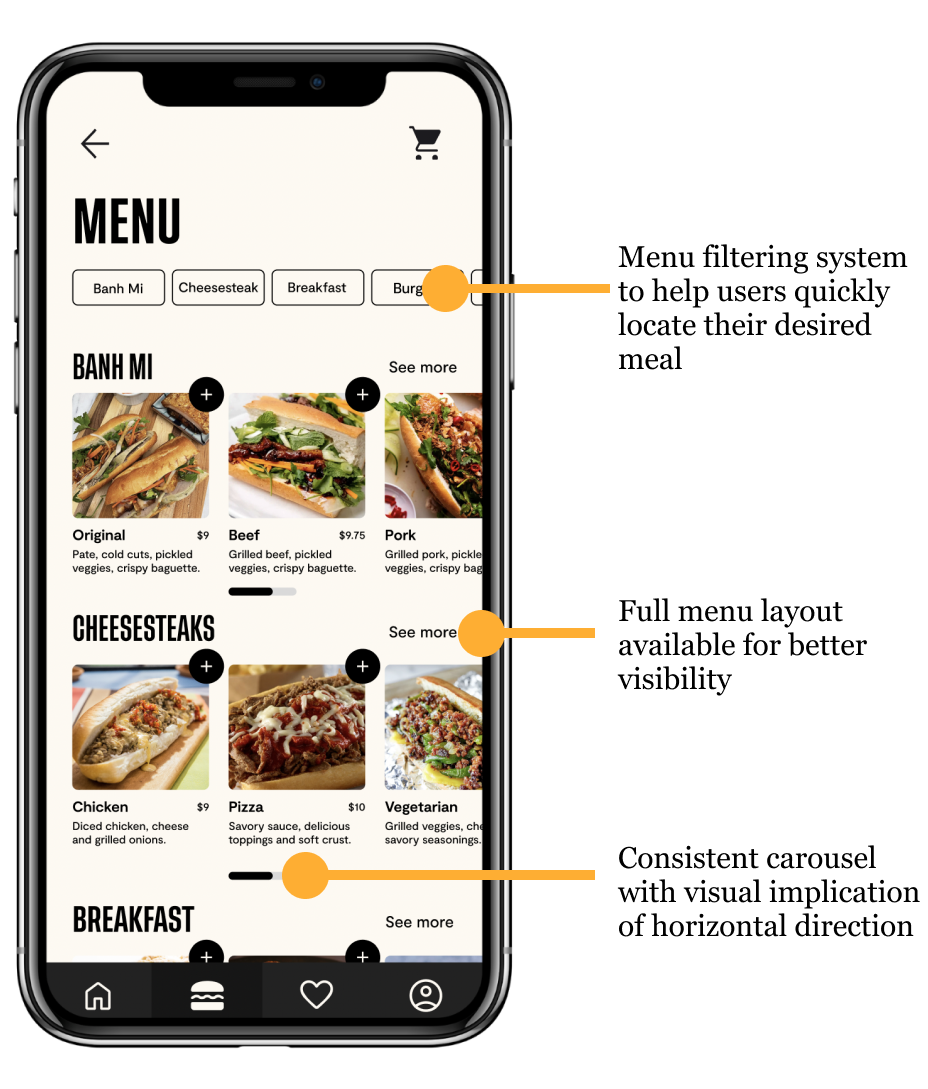 MENU
Banh Mi
Cheesesteak
Breakfast
Burg
Menu filtering system
to help users quickly
locate their desired
meal
BANH MI
See more
Original $9
Pate, cold cuts, pickled
veggies, crispy baguette.
Beef $9.75
Grilled beef, pickled
veggies, crispy baguette.
Pork
Grilled pork, pickle
veggies, crispy bag
CHEESESTEAKS
See more
Full menu layout
available for better
visibility
Chicken $9
Diced chicken, cheese
and grilled onions.
Pizza $10
Savory sauce, delicious
toppings and soft crust.
Vegetarian
Grilled veggies, che
savory seasonings.
Consistent carousel
with visual implication
of horizontal direction
BREAKFAST
See more